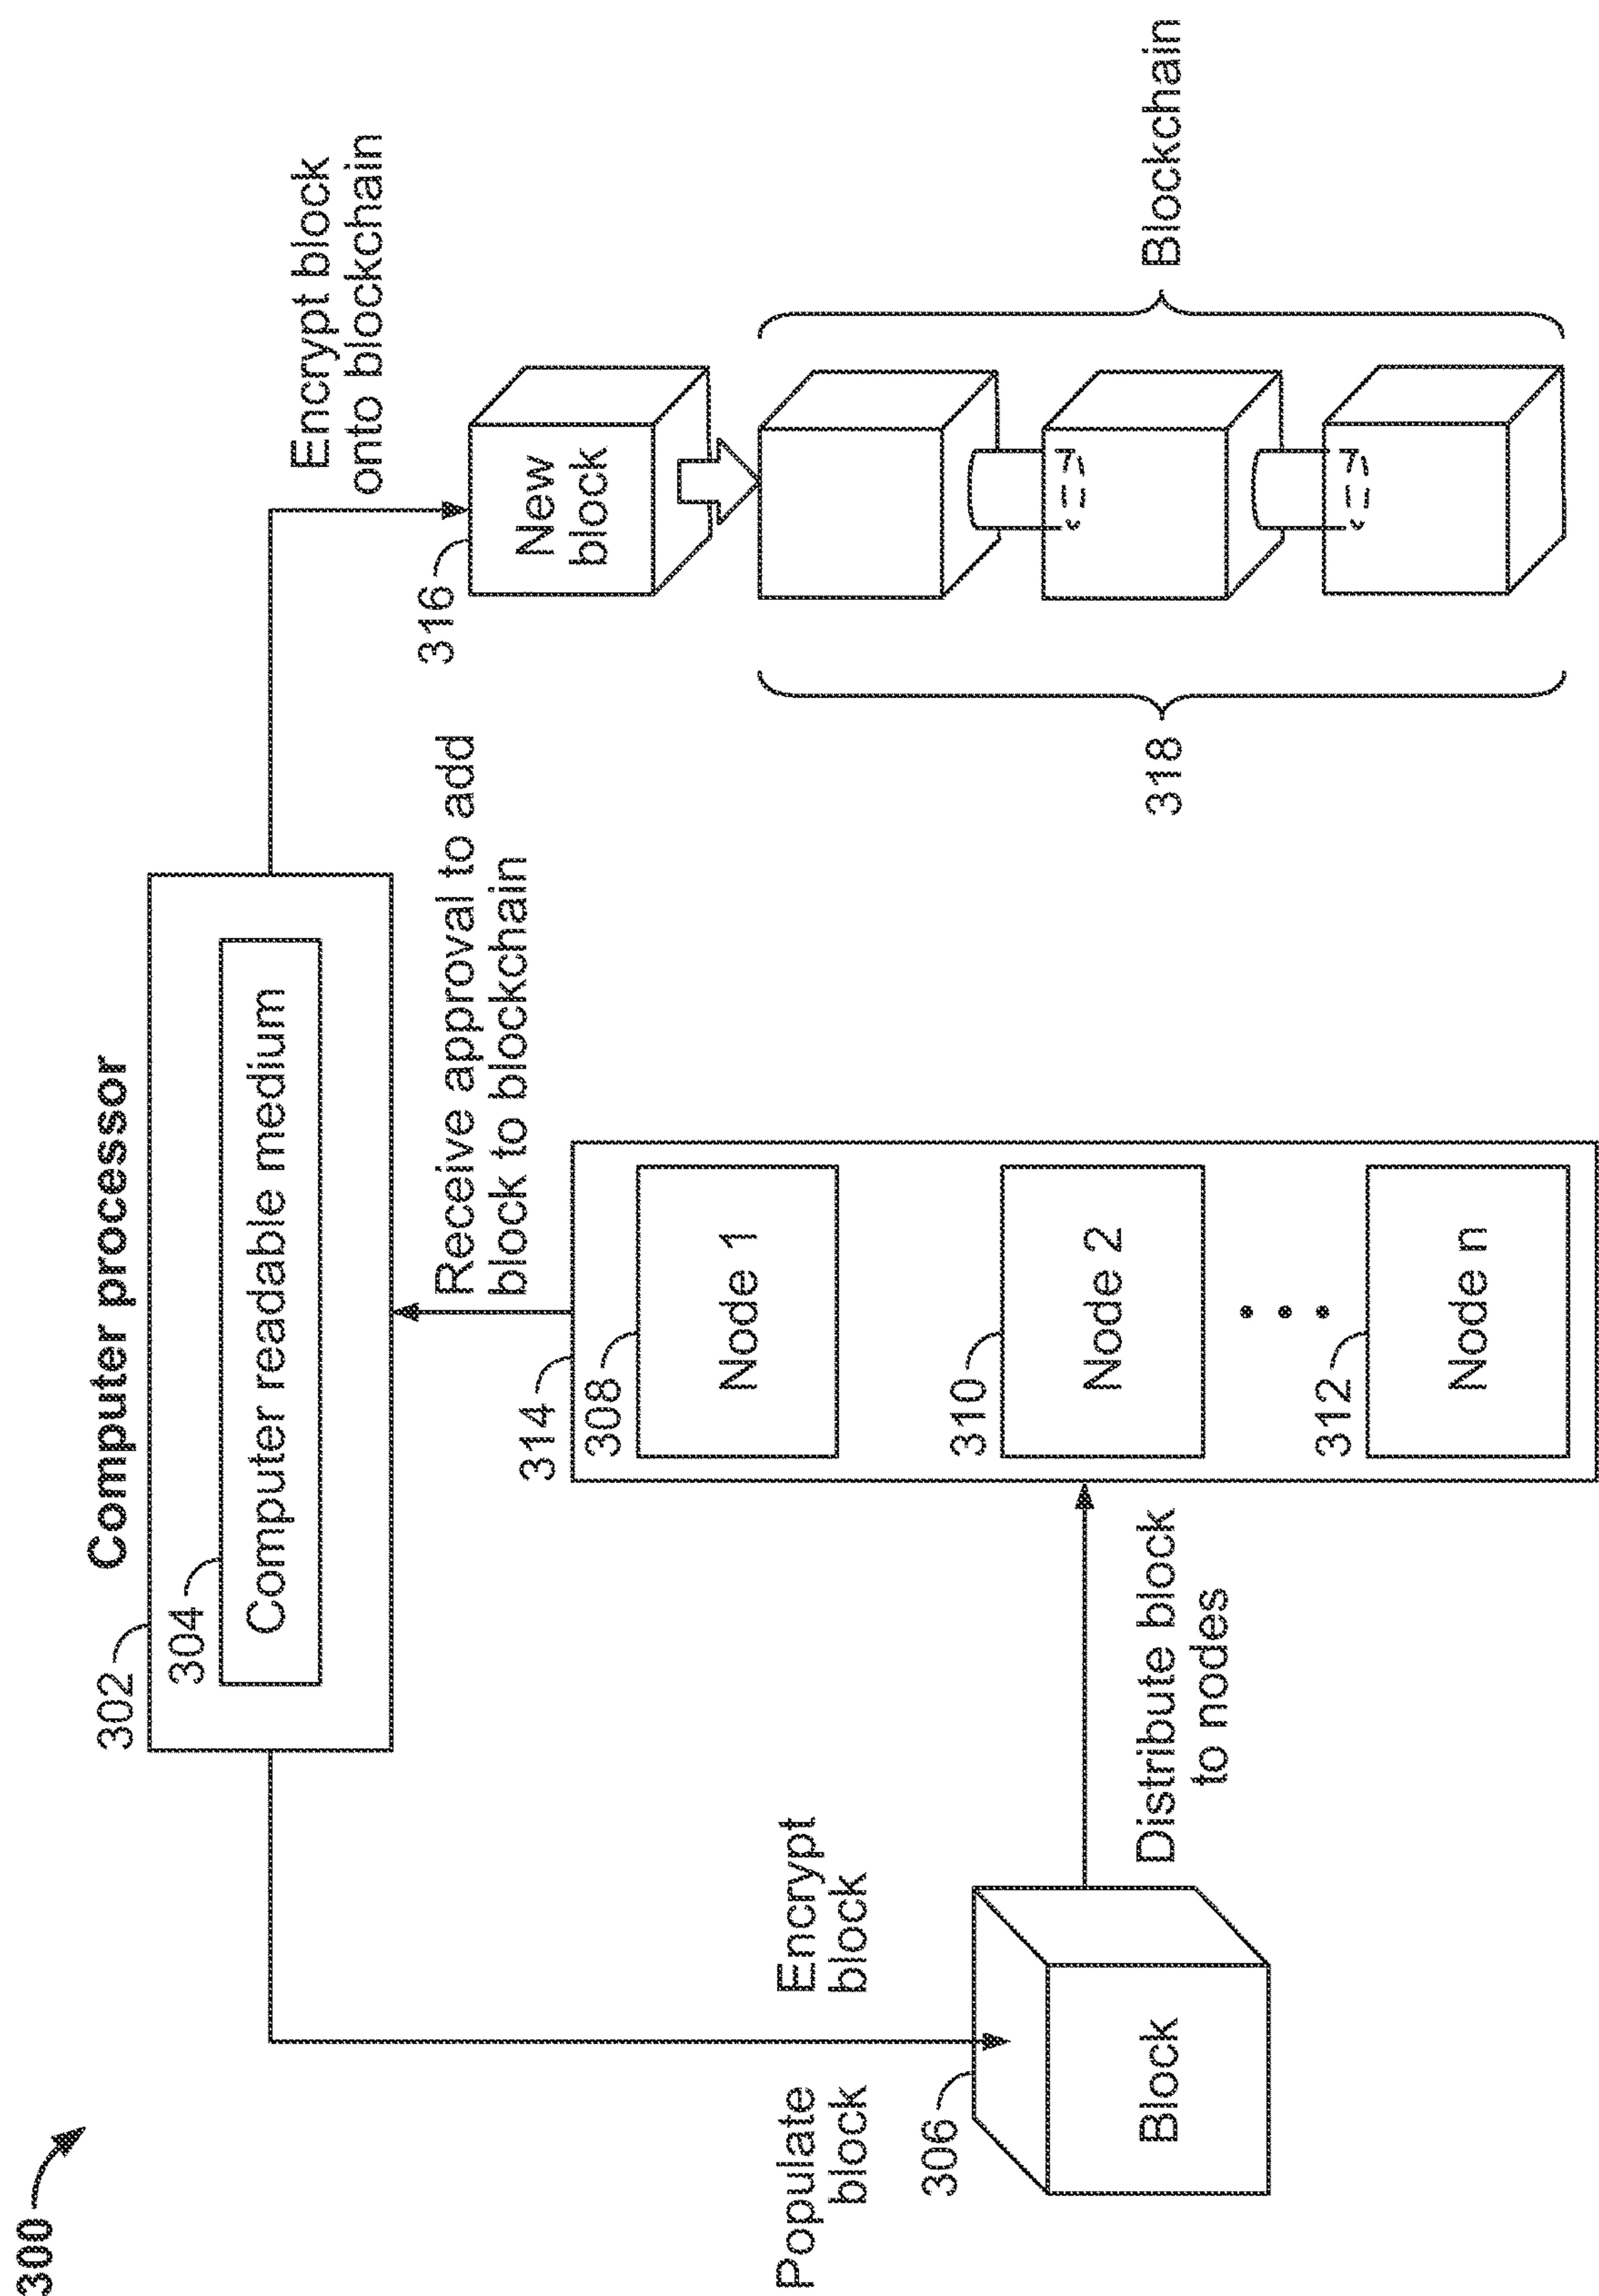 300
Computer processor
302
304
Computer readable medium
Populate
block
Encrypt
block
306
Block
Distribute block
to nodes
Receive approval to add
block to blockchain
314
308
Node 1
310
Node 2
312
Node n
Encrypt block
onto blockchain
316
New
block
318
Blockchain